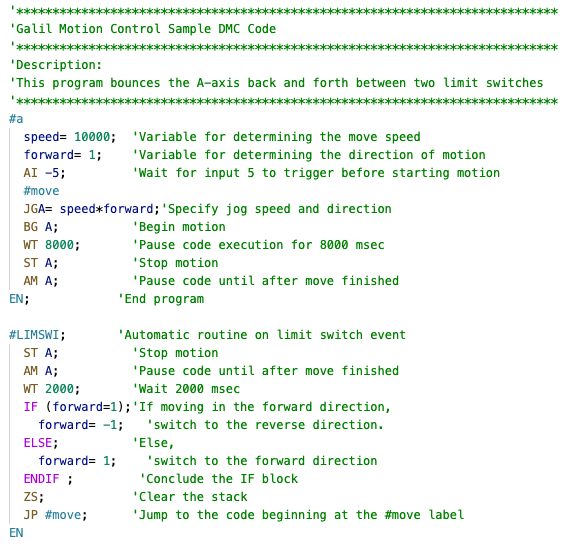 '***************************************************************************
'Galil Motion Control Sample DMC Code
'***************************************************************************
'Description:
'This program bounces the A-axis back and forth between two limit switches
'***************************************************************************
#a
  speed= 10000;  'Variable for determining the move speed
  forward= 1;    'Variable for determining the direction of motion
  AI -5;         'Wait for input 5 to trigger before starting motion
  #move
  JGA= speed*forward;'Specify jog speed and direction
  BG A;          'Begin motion
  WT 8000;       'Pause code execution for 8000 msec
  ST A;          'Stop motion
  AM A;          'Pause code until after move finished
EN;            'End program

#LIMSWI;       'Automatic routine on limit switch event
  ST A;          'Stop motion
  AM A;          'Pause code until after move finished
  WT 2000;       'Wait 2000 msec
  IF (forward=1);'If moving in the forward direction,
    forward= -1;   'switch to the reverse direction.
  ELSE;          'Else,
    forward= 1;    'switch to the forward direction
  ENDIF ;         'Conclude the IF block
  ZS;            'Clear the stack
  JP #move;      'Jump to the code beginning at the #move label
EN